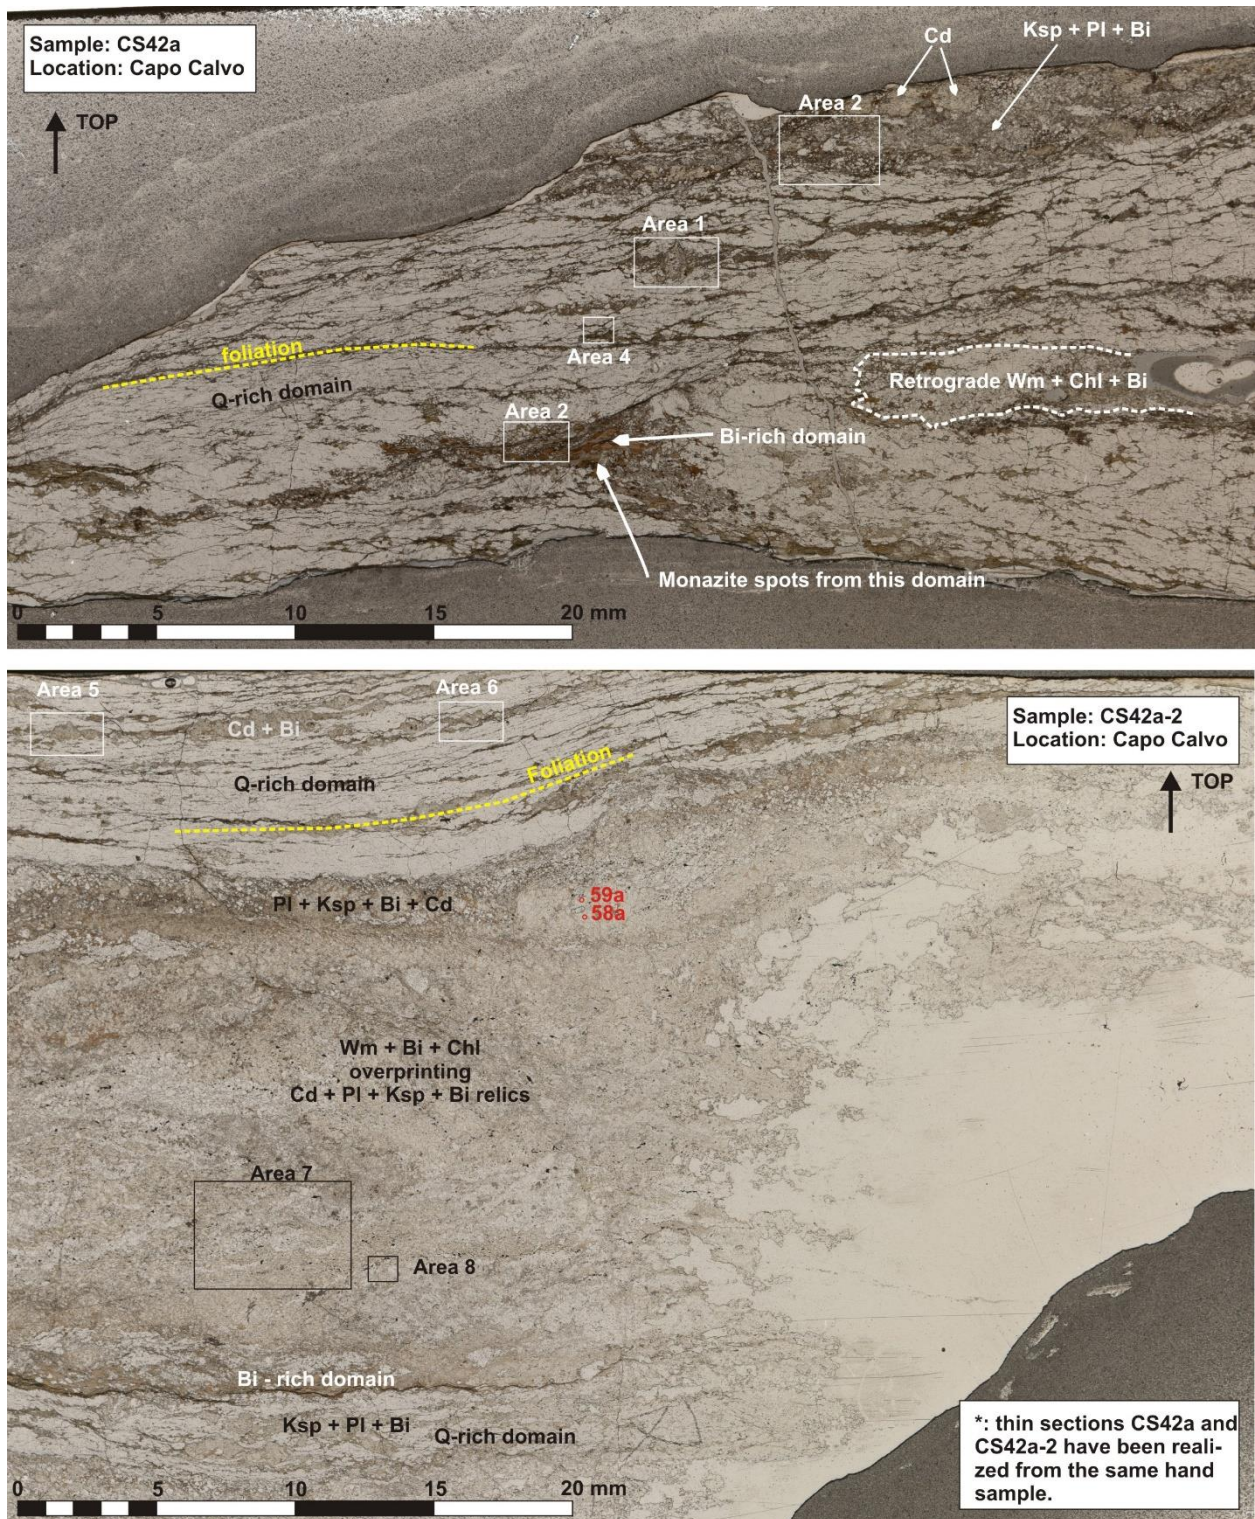 Sample: CS42a
Location: Capo Calvo
TOP
Cd
Ksp + Pl + Bi
Area 2
Area 1
Area 4
foliation
Q-rich domain
Retrograde Wm + Chl + Bi
Area 2
Bi-rich domain
Monazite spots from this domain
0 5 10 15 20 mm
Area 5
Area 6
Cd + Bi
Sample: CS42a-2
Location: Capo Calvo
TOP
Foliation
Q-rich domain
Pl + Ksp + Bi + Cd
59a
58a
Wm + Bi + Chl
overprinting
Cd + Pl + Ksp + Bi relics
Area 7
Area 8
Bi - rich domain
Ksp + Pl + Bi
Q-rich domain
*: thin sections CS42a and
CS42a-2 have been reali-
zed from the same hand
sample.
0 5 10 15 20 mm